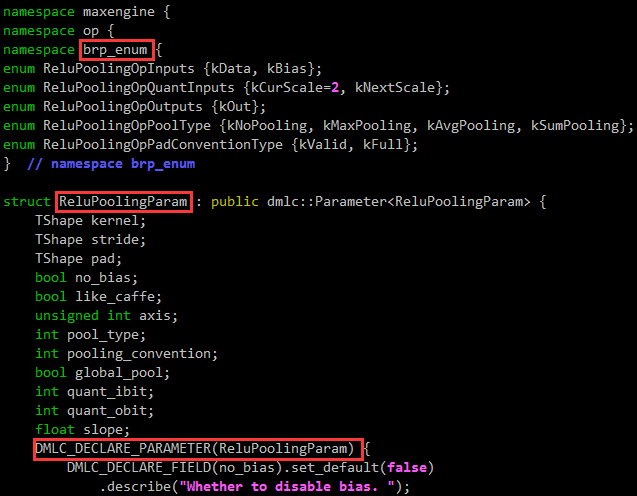 namespace maxengine {
namespace op {
namespace brp_enum {
enum ReluPoolingOpInputs {kData, kBias};
enum ReluPoolingOpQuantInputs {kCurScale=2, kNextScale};
enum ReluPoolingOpOutputs {kOut};
enum ReluPoolingOpPoolType {kNoPooling, kMaxPooling, kAvgPooling, kSumPooling};
enum ReluPoolingOpPadConventionType {kValid, kFull};
}  // namespace brp_enum
struct ReluPoolingParam : public dmlc::Parameter<ReluPoolingParam> {
    TShape kernel;
    TShape stride;
    TShape pad;
    bool no_bias;
    bool like_caffe;
    unsigned int axis;
    int pool_type;
    int pooling_convention;
    bool global_pool;
    int quant_ibit;
    int quant_obit;
    float slope;
    DMLC_DECLARE_PARAMETER(ReluPoolingParam) {
        DMLC_DECLARE_FIELD(no_bias).set_default(false)
            .describe("Whether to disable bias. ");